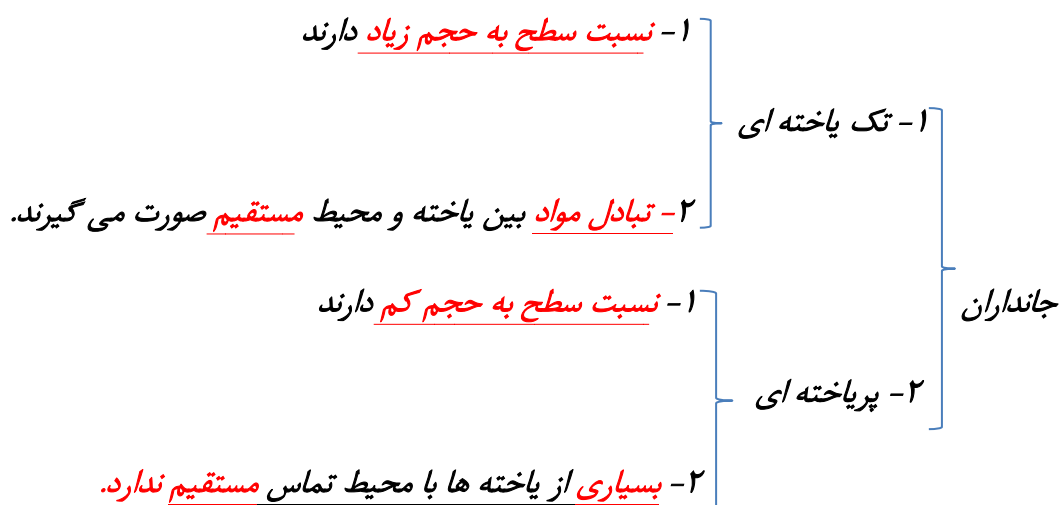 ۱- نسبت سطح به حجم زیاد دارند
۱- تک یاخته ای
۲- تبادل مواد بین یاخته و محیط مستقیم صورت می گیرند.
۱- نسبت سطح به حجم کم دارند
جانداران
۲- پریاخته ای
۲- بسیاری از یاخته ها با محیط تماس مستقیم ندارد.